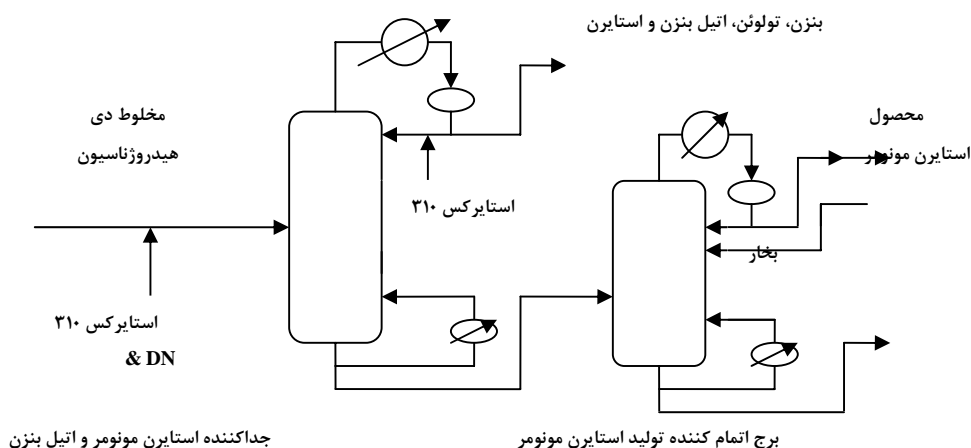 بنزن، تولوئن، اتیل بنزن و استایرن
مخلوط دی
هیدروژناسیون
محصول
استایرن مونومر
استایرکس ۳۱۰
بخار
استایرکس ۳۱۰
& DN
جداکننده استایرن مونومر و اتیل بنزن
برج اتمام کننده تولید استایرن مونومر